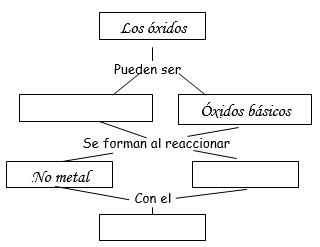 Los óxidos
Pueden ser
Óxidos básicos
Se forman al reaccionar
No metal
Con el